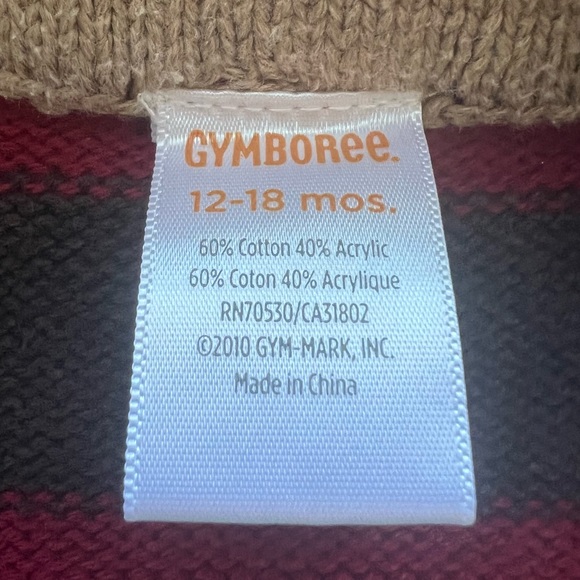 GYMBOREE.
12-18 mos.
60% Cotton 40% Acrylic
60% Coton 40% Acrylique
RN70530/CA31802
©2010 GYM-MARK, INC.
Made in China